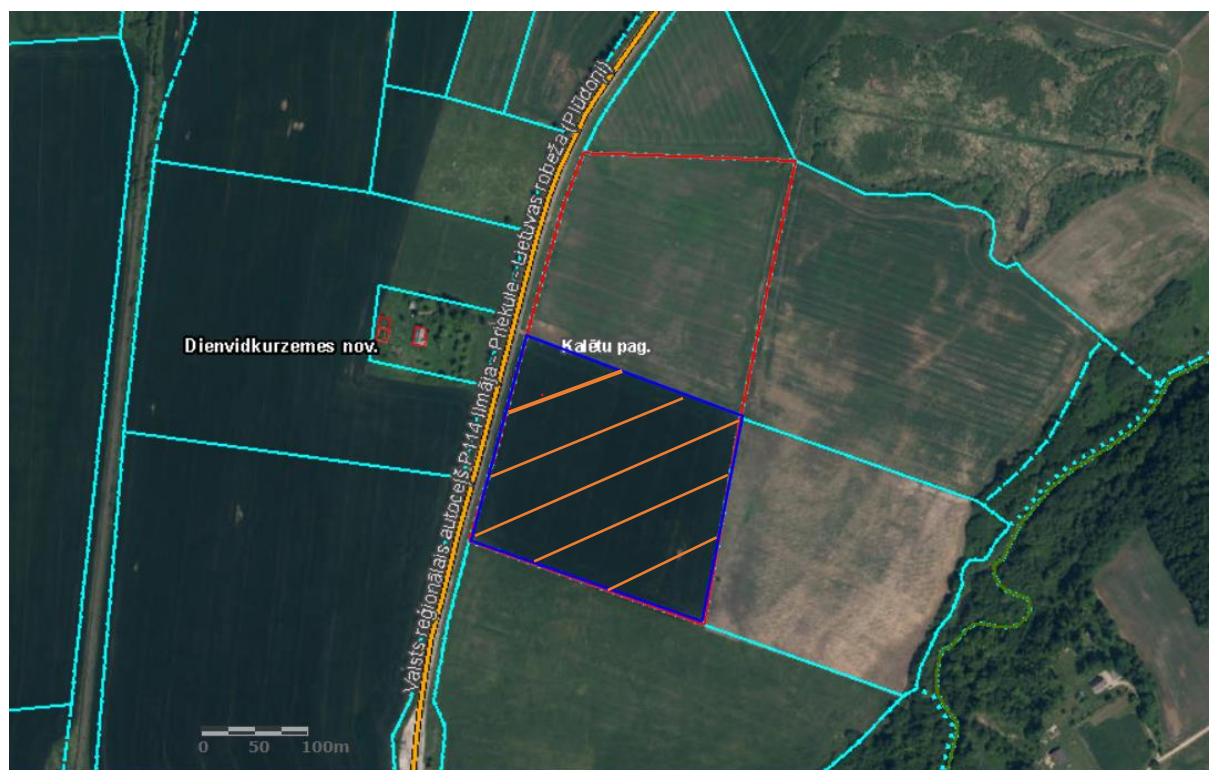 Valsts reģionālais autoceļš P114 Ilmāja - Priekule - Lietuvas robeža (Plūdoņi)
Dienvidkurzemes nov.
Kalētu pag.
0 50 100m